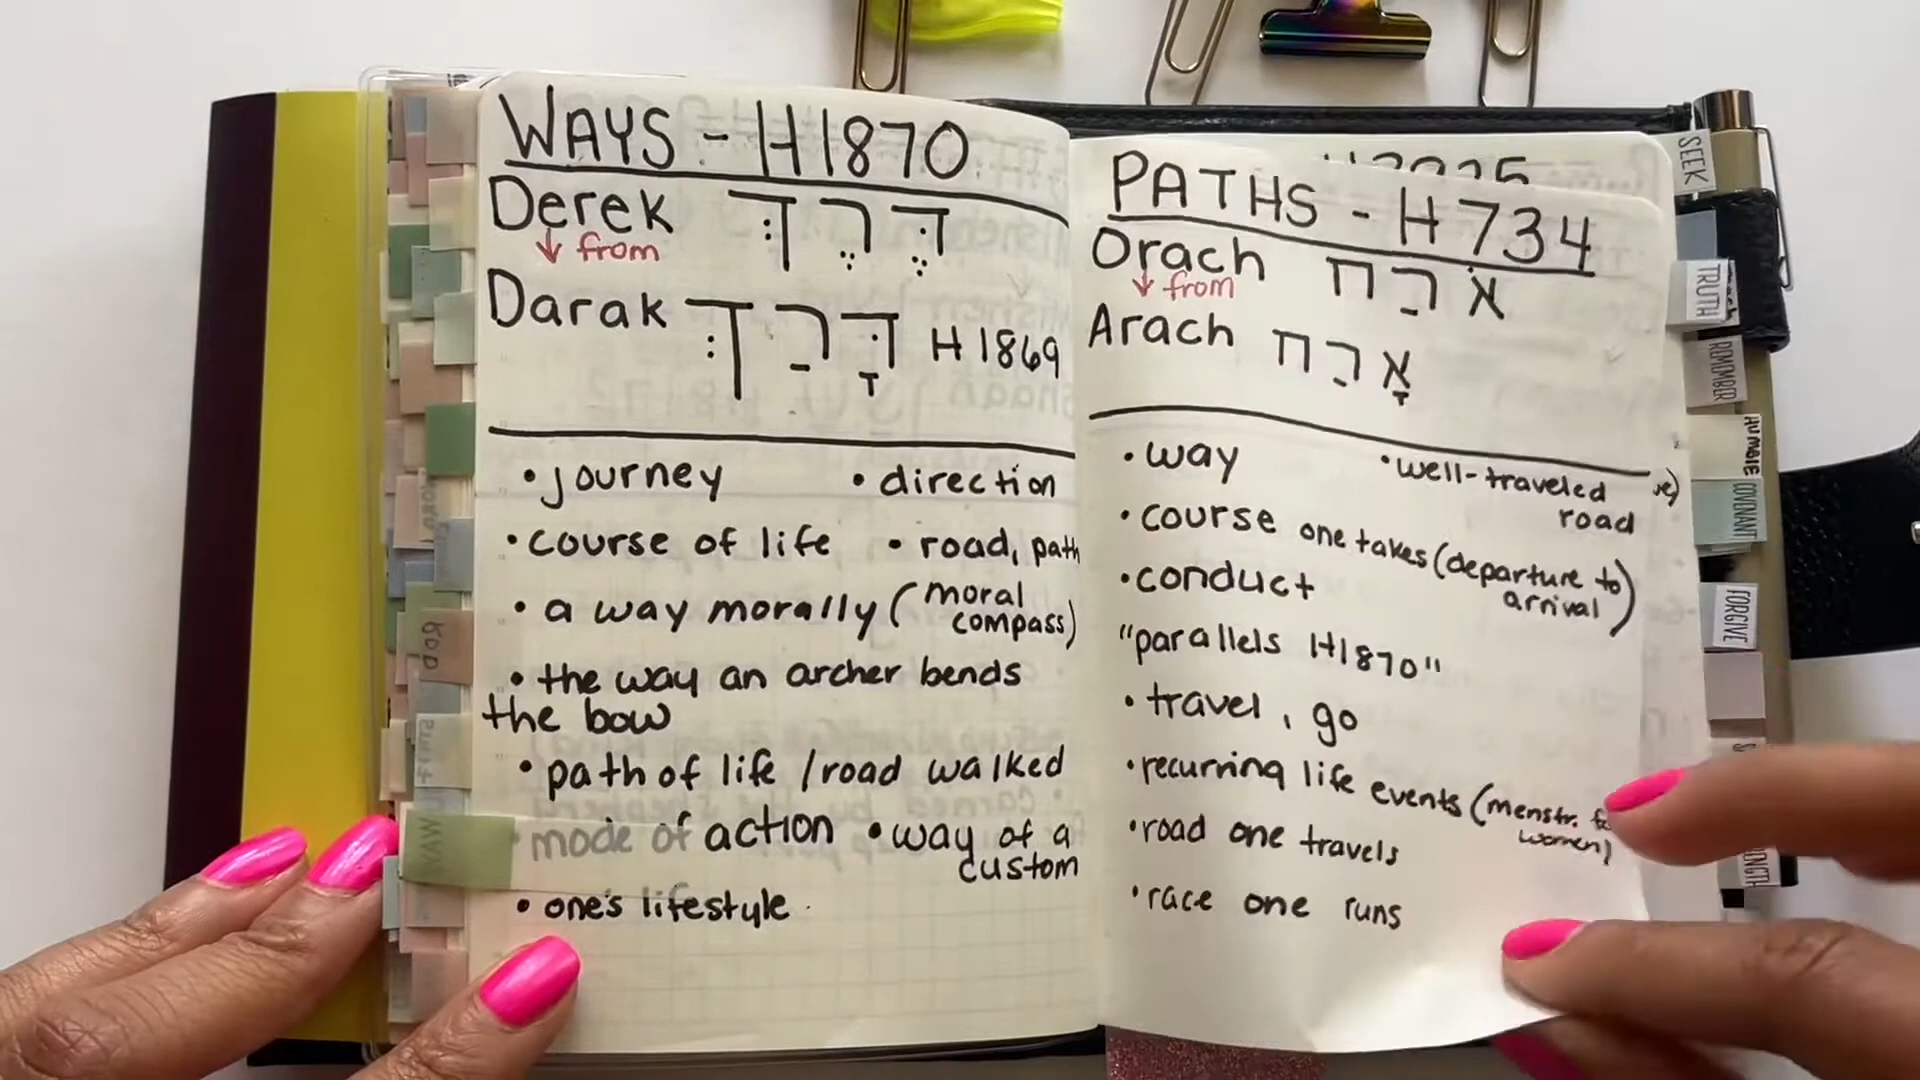 WAYS - H1870
Derek דֶּרֶךְ
↓ from
Darak דָּרַךְ H1869
• journey • direction
• course of life • road, path
• a way morally (moral compass)
• the way an archer bends
the bow
• path of life / road walked
• mode of action • way of a
custom
• one's lifestyle
PATHS - H734
Orach אֹרַח
↓ from
Arach אָרַח
• way • well-traveled
road
• course one takes (departure to
arrival)
• conduct
"parallels H1870"
• travel, go
• recurring life events (menstr.
women)
• road one travels
• race one runs
SEEK
TRUTH
REMEMBER
HUMBLE
COVENANT
FORGIVE